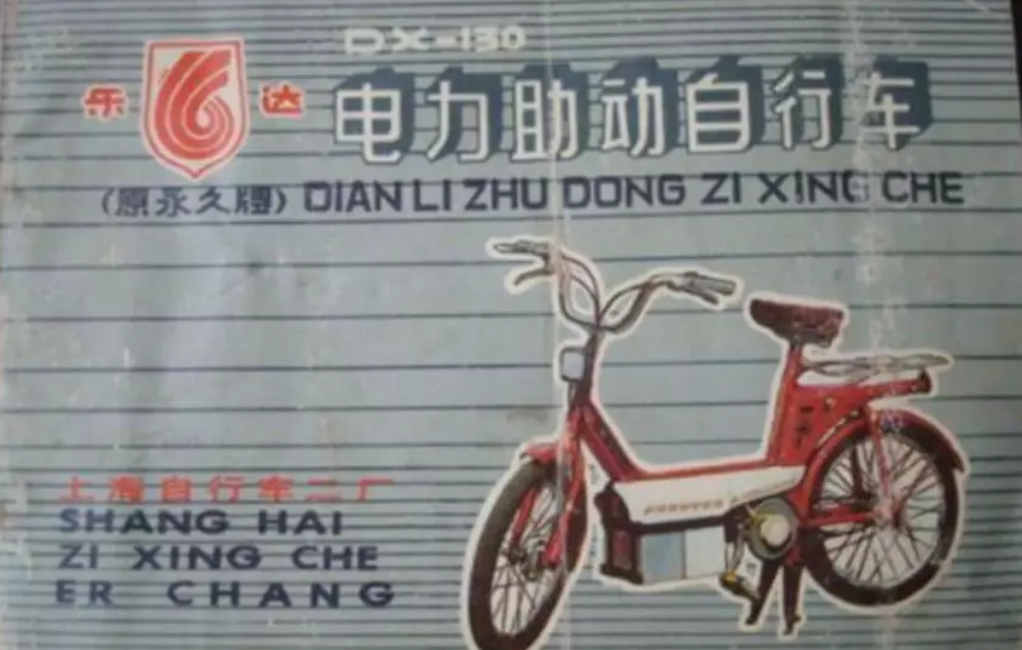 DX-130
乐 达 电力助动自行车
(原永久牌) DIAN LI ZHU DONG ZI XING CHE
上海自行车二厂
SHANG HAI
ZI XING CHE
ER CHANG